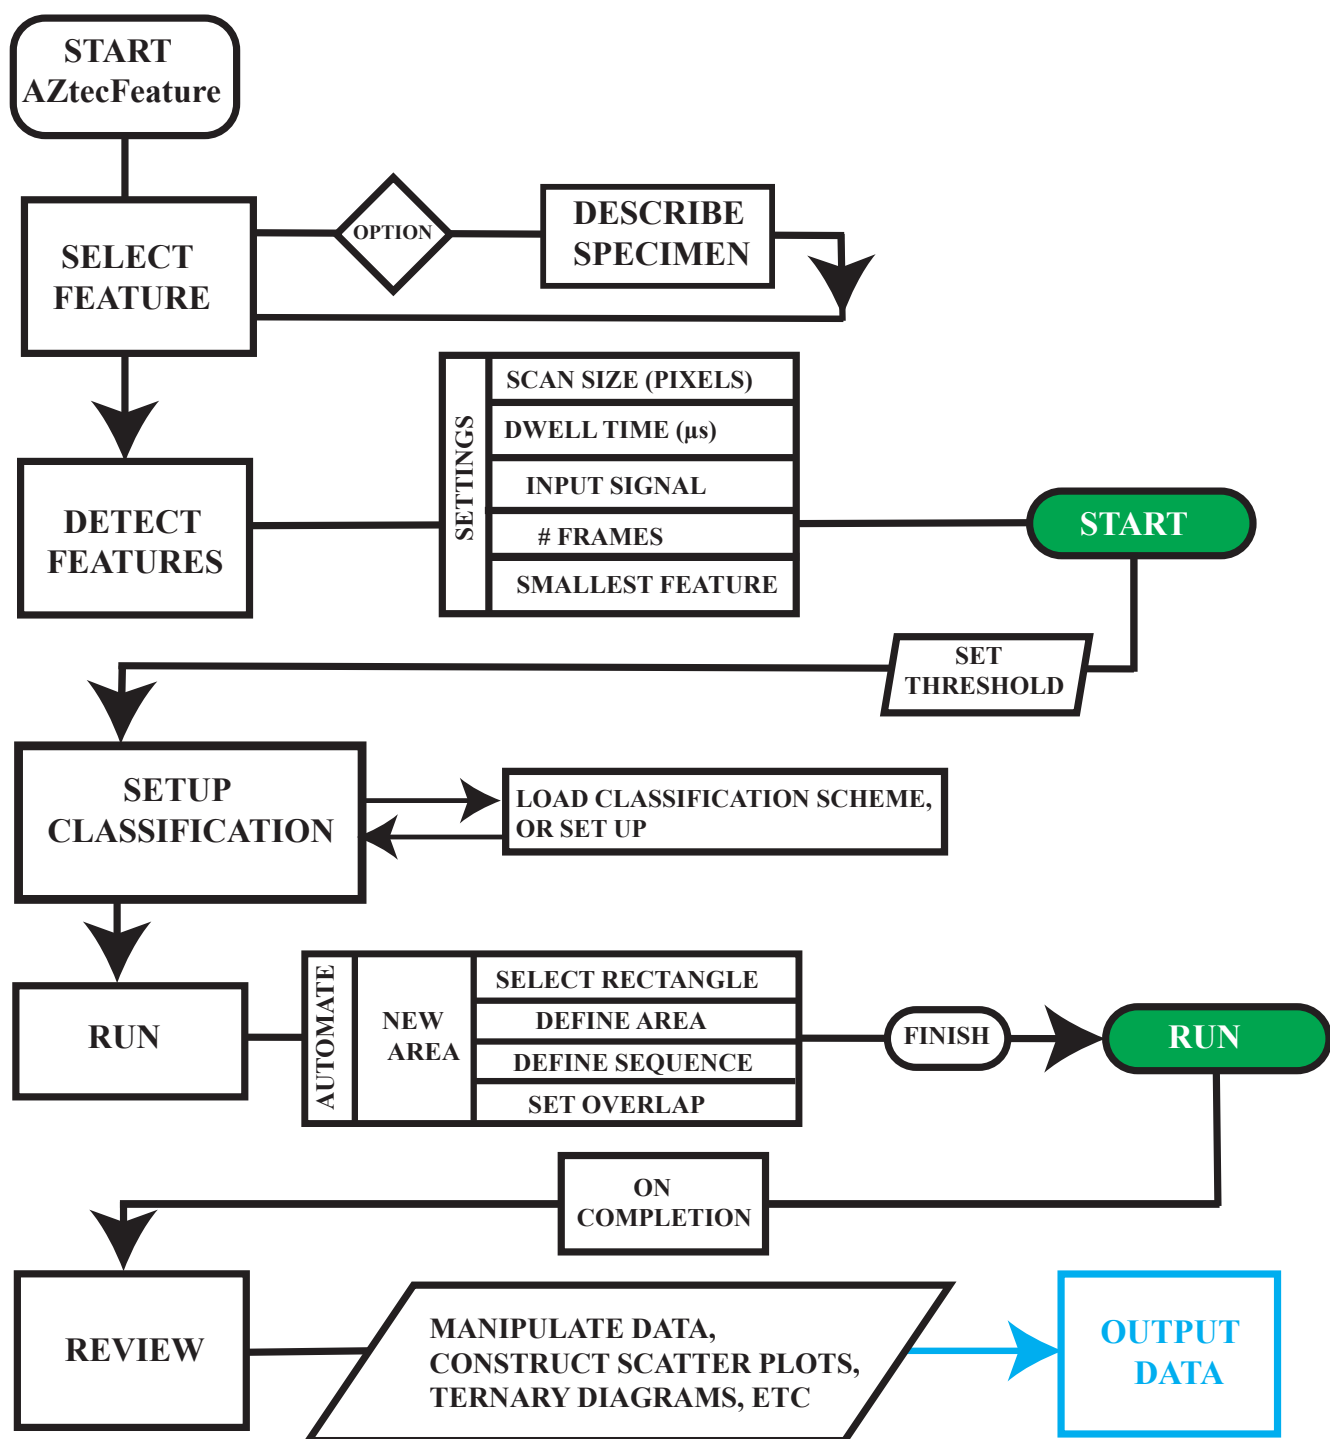 START
AZtecFeature
SELECT
FEATURE
OPTION
DESCRIBE
SPECIMEN
DETECT
FEATURES
SETTINGS
SCAN SIZE (PIXELS)
DWELL TIME (µs)
INPUT SIGNAL
# FRAMES
SMALLEST FEATURE
START
SET
THRESHOLD
SETUP
CLASSIFICATION
LOAD CLASSIFICATION SCHEME,
OR SET UP
RUN
AUTOMATE
NEW
AREA
SELECT RECTANGLE
DEFINE AREA
DEFINE SEQUENCE
SET OVERLAP
FINISH
RUN
ON
COMPLETION
REVIEW
MANIPULATE DATA,
CONSTRUCT SCATTER PLOTS,
TERNARY DIAGRAMS, ETC
OUTPUT
DATA